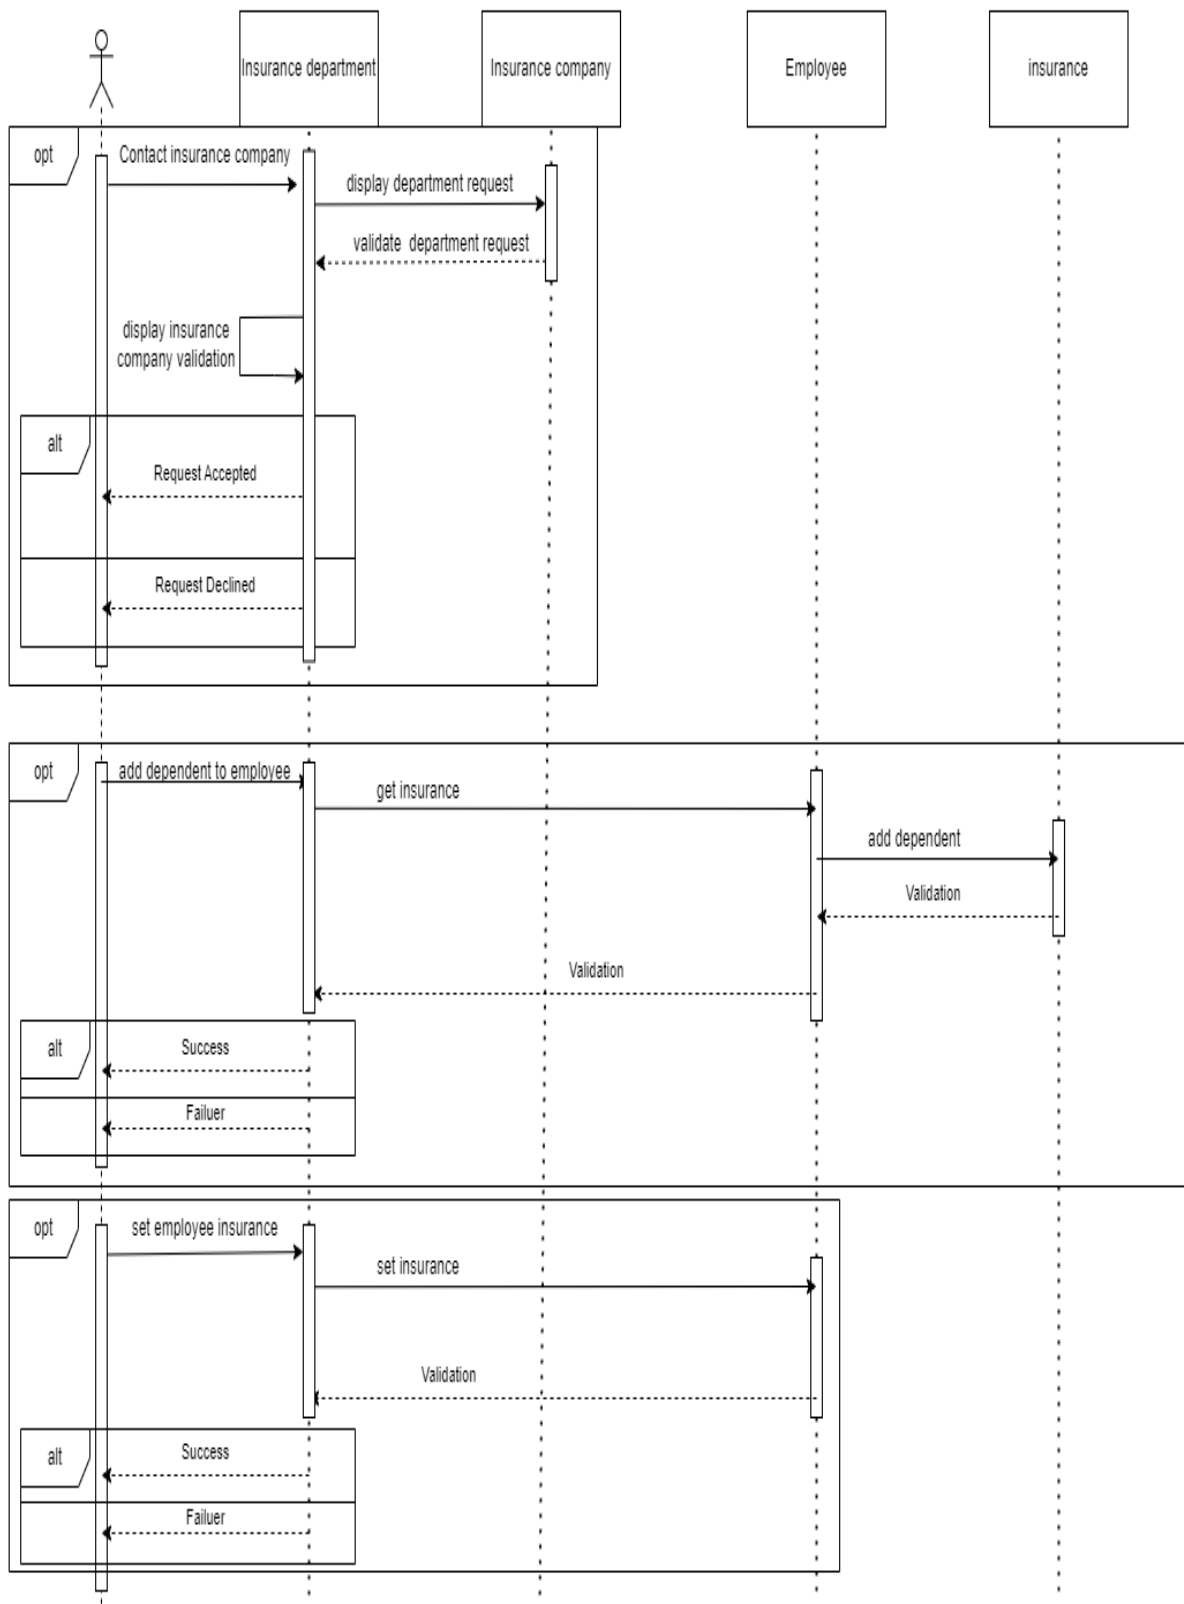 Insurance department
Insurance company
Employee
insurance
opt
Contact insurance company
display department request
validate department request
display insurance
company validation
alt
Request Accepted
Request Declined
opt
add dependent to employee
get insurance
add dependent
Validation
Validation
alt
Success
Failuer
opt
set employee insurance
set insurance
Validation
alt
Success
Failuer